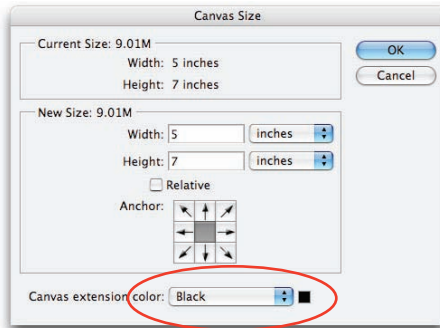 Canvas Size
Current Size: 9.01M
Width: 5 inches
Height: 7 inches
OK
Cancel
New Size: 9.01M
Width: 5 inches
Height: 7 inches
Relative
Anchor:
Canvas extension color: Black